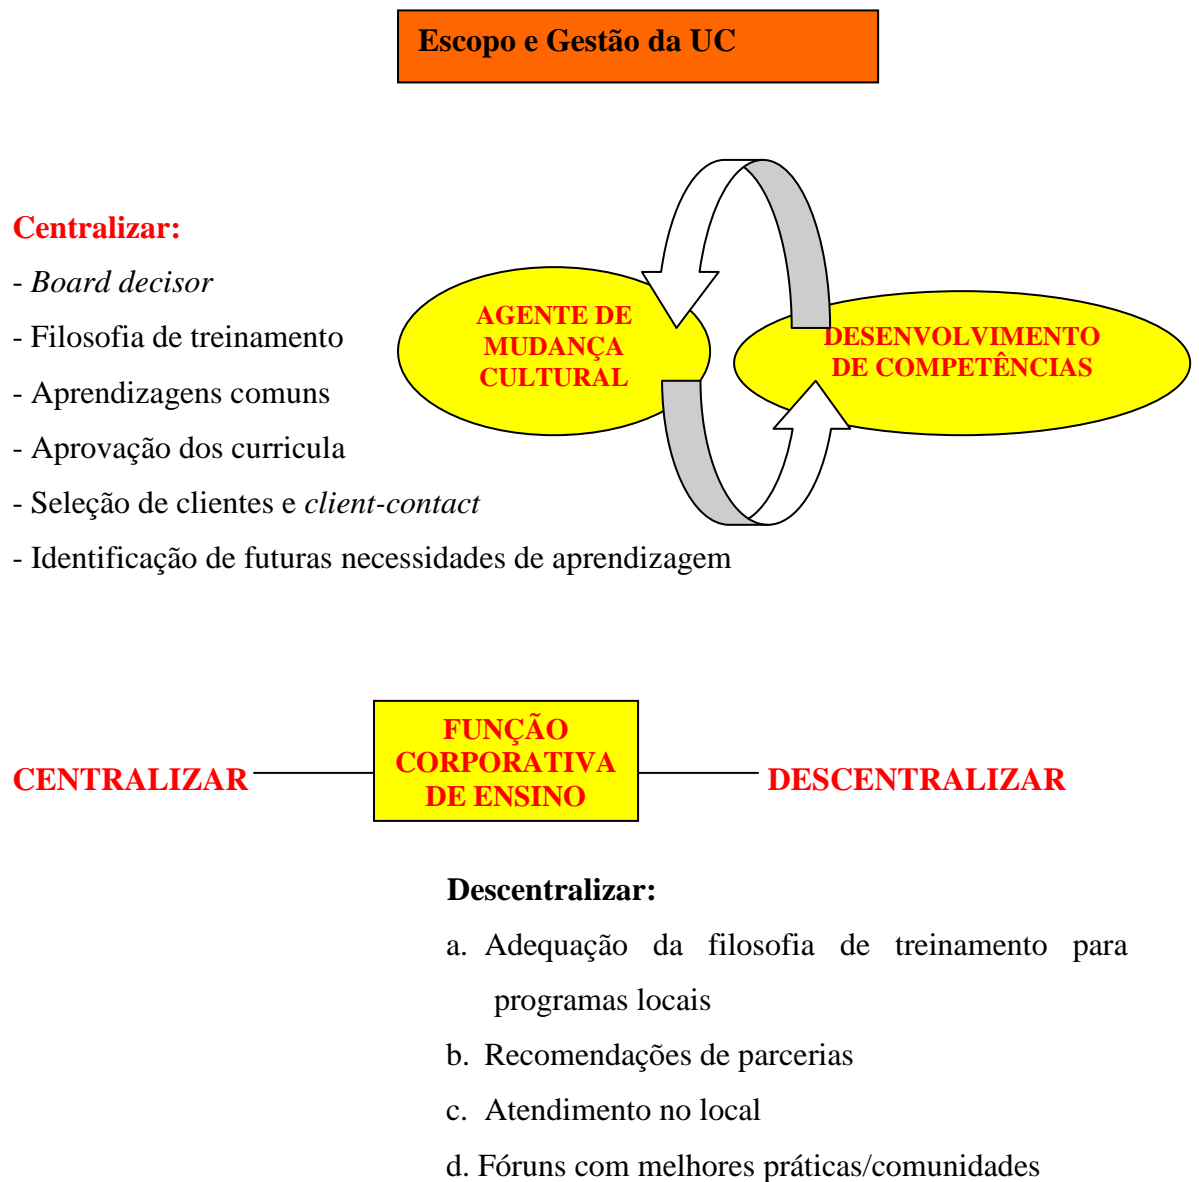 Escopo e Gestão da UC
Centralizar:
- Board decisor
- Filosofia de treinamento
- Aprendizagens comuns
- Aprovação dos curricula
- Seleção de clientes e client-contact
- Identificação de futuras necessidades de aprendizagem
AGENTE DE
MUDANÇA
CULTURAL
DESENVOLVIMENTO
DE COMPETÊNCIAS
CENTRALIZAR
FUNÇÃO
CORPORATIVA
DE ENSINO
DESCENTRALIZAR
Descentralizar:
a. Adequação da filosofia de treinamento para
programas locais
b. Recomendações de parcerias
c. Atendimento no local
d. Fóruns com melhores práticas/comunidades